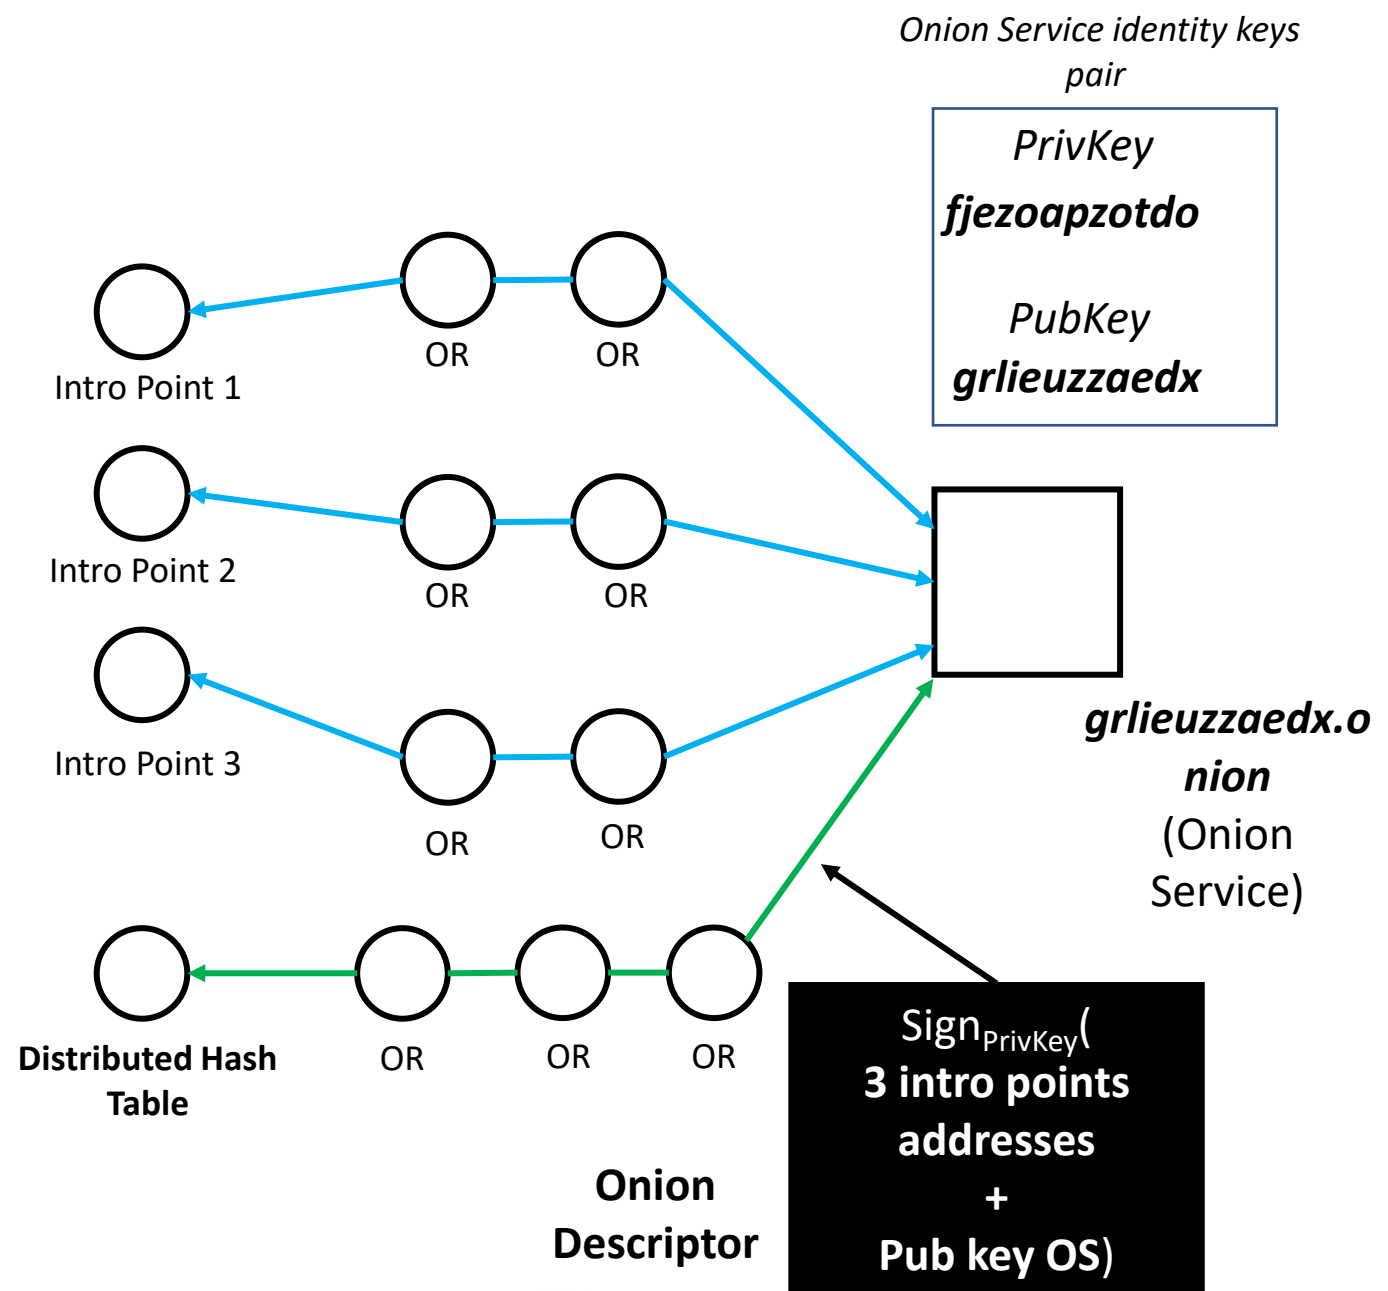 Onion Service identity keys
pair
PrivKey
fjezoapzotdo
PubKey
grlieuzzaedx
OR
OR
Intro Point 1
OR
OR
Intro Point 2
OR
OR
Intro Point 3
grlieuzzaedx.o
nion
(Onion
Service)
OR
OR
OR
Distributed Hash
Table
Onion
Descriptor
SignPrivKey(
3 intro points
addresses
+
Pub key OS)